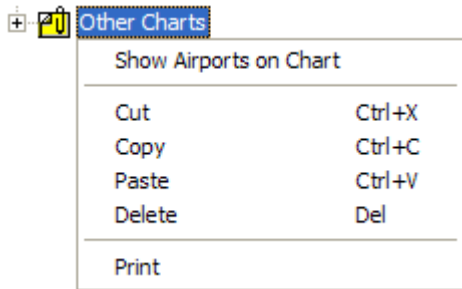 Other Charts
Show Airports on Chart
Cut Ctrl+X
Copy Ctrl+C
Paste Ctrl+V
Delete Del
Print